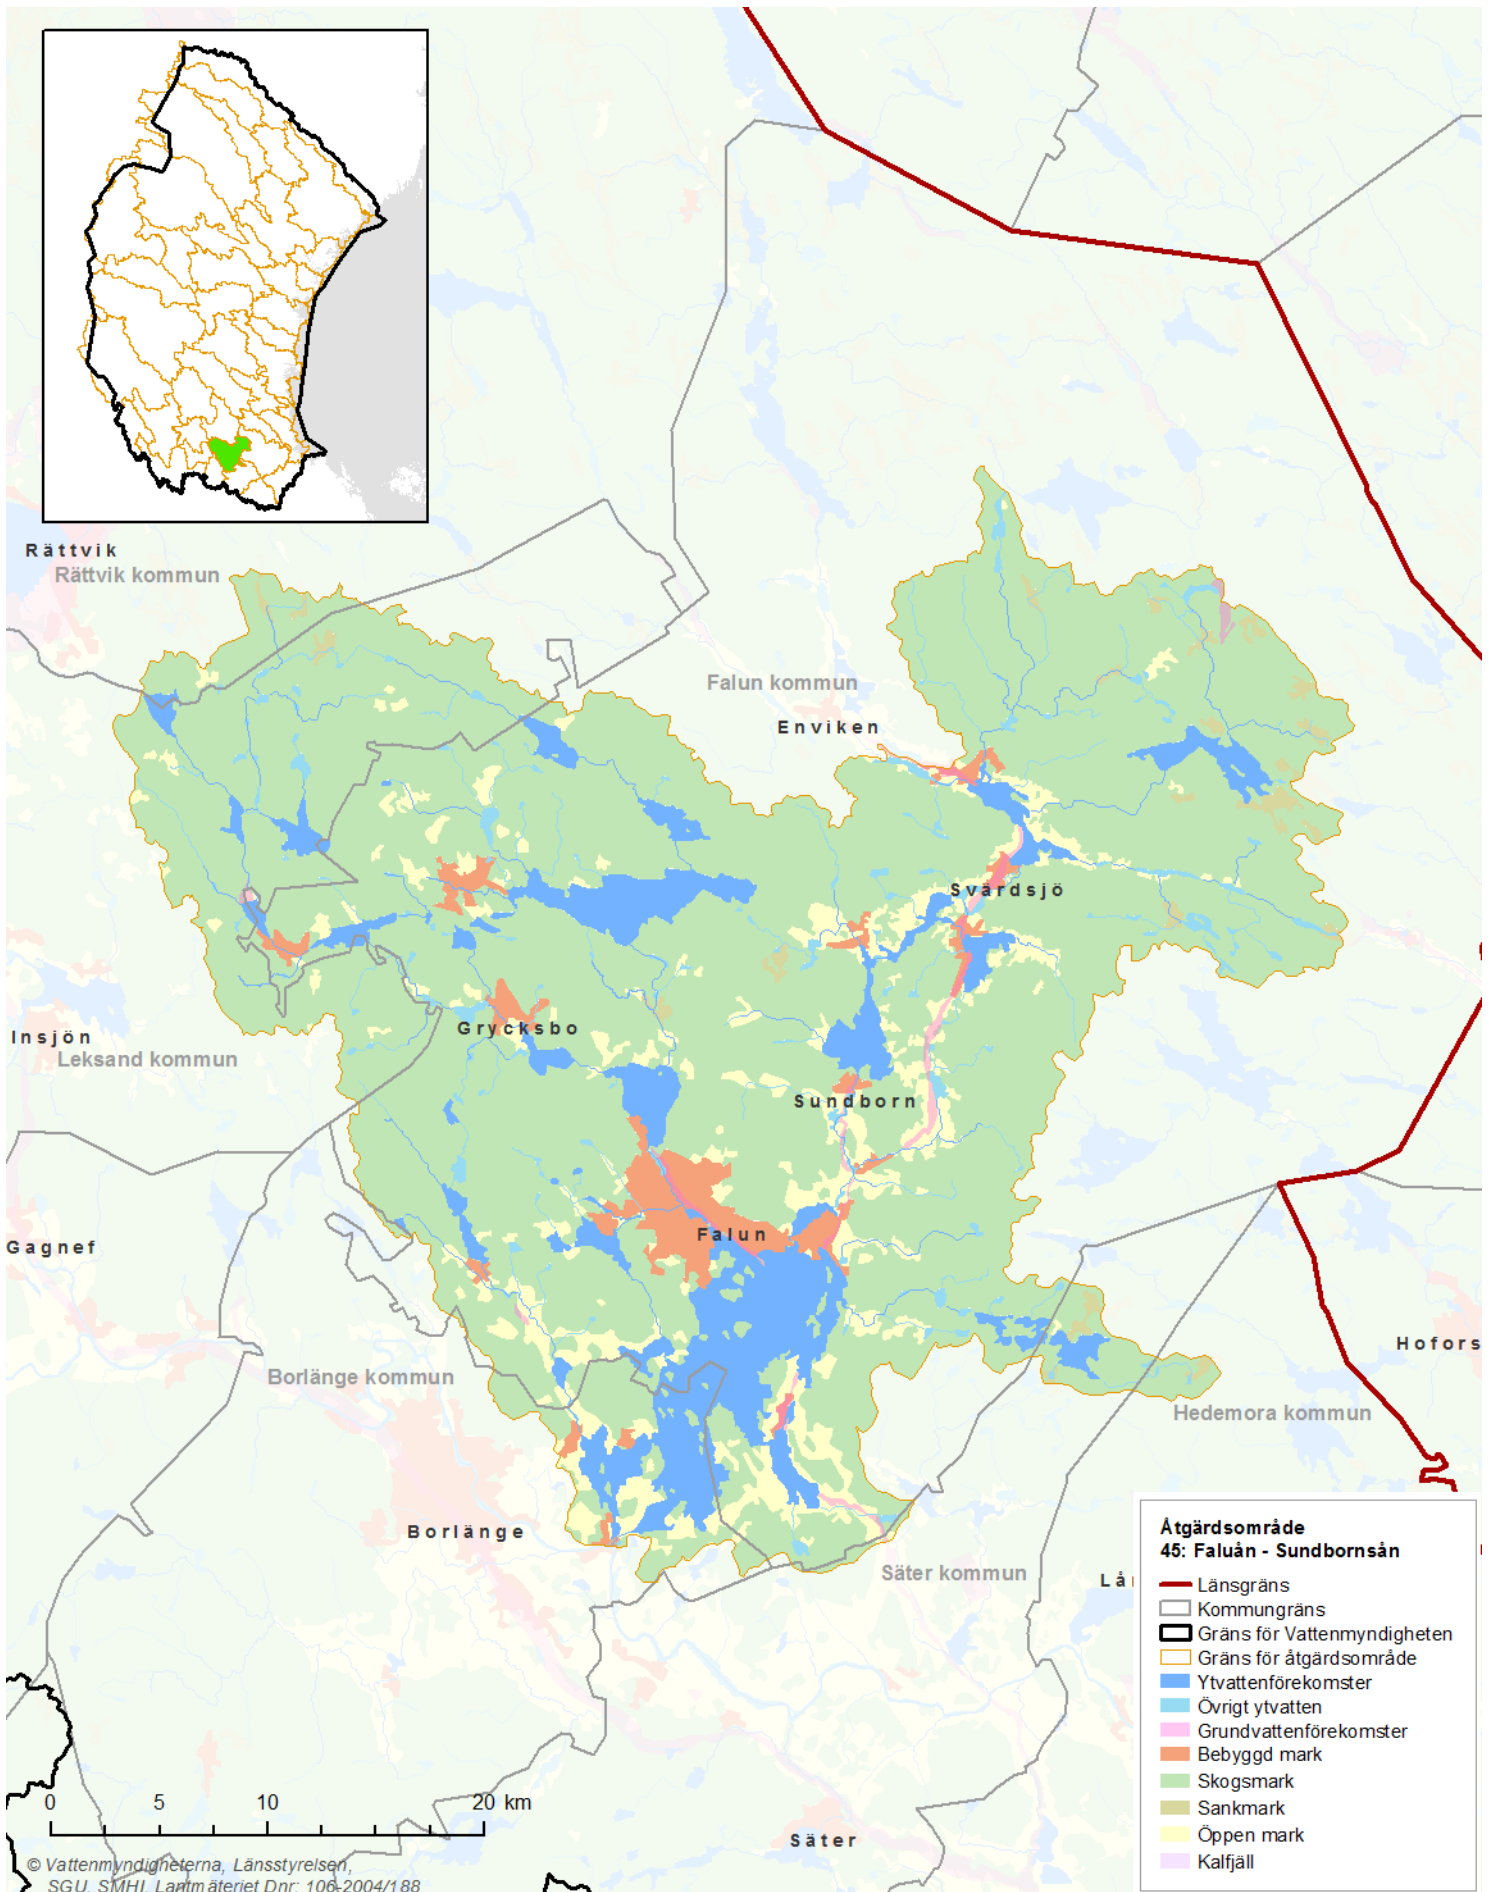 Rättvik
Rättvik kommun
Falun kommun
Enviken
Svärdsjö
Insjön
Leksand kommun
Grycksbo
Sundborn
Gagnef
Falun
Hofors
Borlänge kommun
Hedemora kommun
Borlänge
Säter kommun
Säter
Åtgärdsområde
45: Faluån - Sundbornsån
Länsgräns
Kommungräns
Gräns för Vattenmyndigheten
Gräns för åtgärdsområde
Ytvattenförekomster
Övrigt ytvatten
Grundvattenförekomster
Bebyggd mark
Skogsmark
Sankmark
Öppen mark
Kalfjäll
0 5 10 20 km
© Vattenmyndigheterna, Länsstyrelsen,
SGU, SMHI, Lantmäteriet Dnr: 106-2004/188